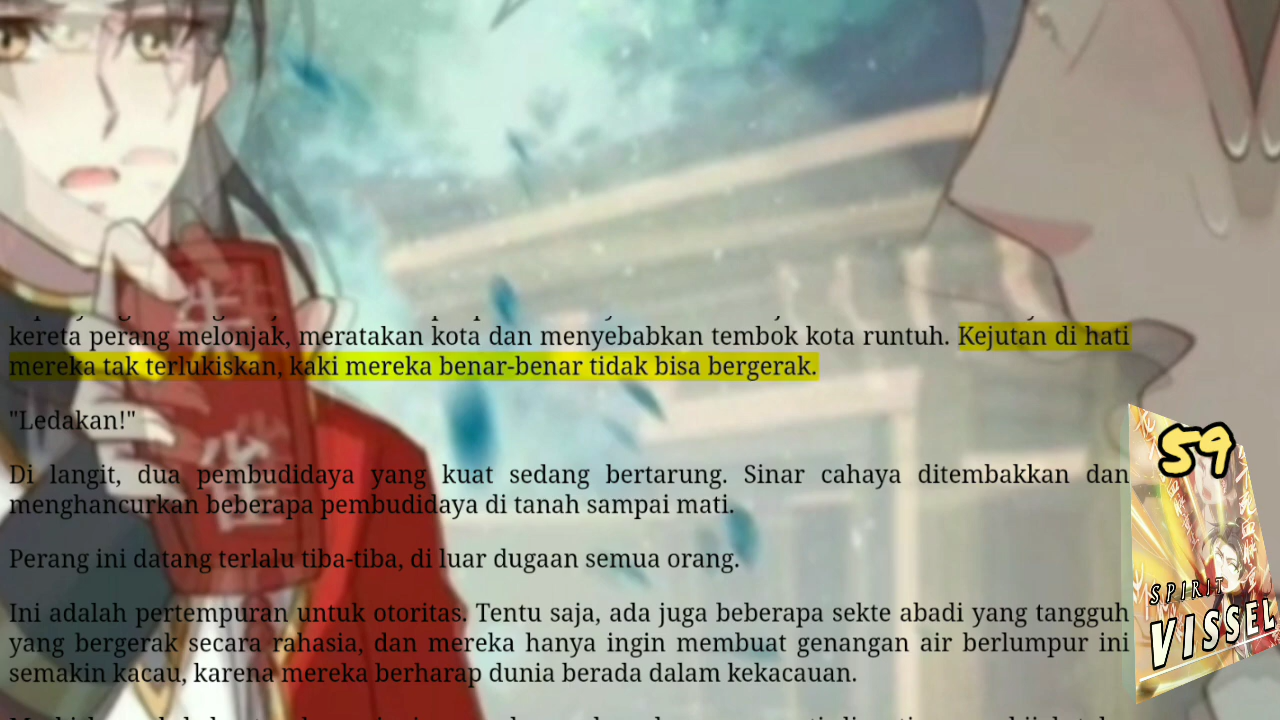 kereta perang melonjak, meratakan kota dan menyebabkan tembok kota runtuh. Kejutan di hati
mereka tak terlukiskan, kaki mereka benar-benar tidak bisa bergerak.
"Ledakan!"
Di langit, dua pembudidaya yang kuat sedang bertarung. Sinar cahaya ditembakkan dan
menghancurkan beberapa pembudidaya di tanah sampai mati.
Perang ini datang terlalu tiba-tiba, di luar dugaan semua orang.
Ini adalah pertempuran untuk otoritas. Tentu saja, ada juga beberapa sekte abadi yang tangguh
yang bergerak secara rahasia, dan mereka hanya ingin membuat genangan air berlumpur ini
semakin kacau, karena mereka berharap dunia berada dalam kekacauan.
59
SPIRIT
VISSEL